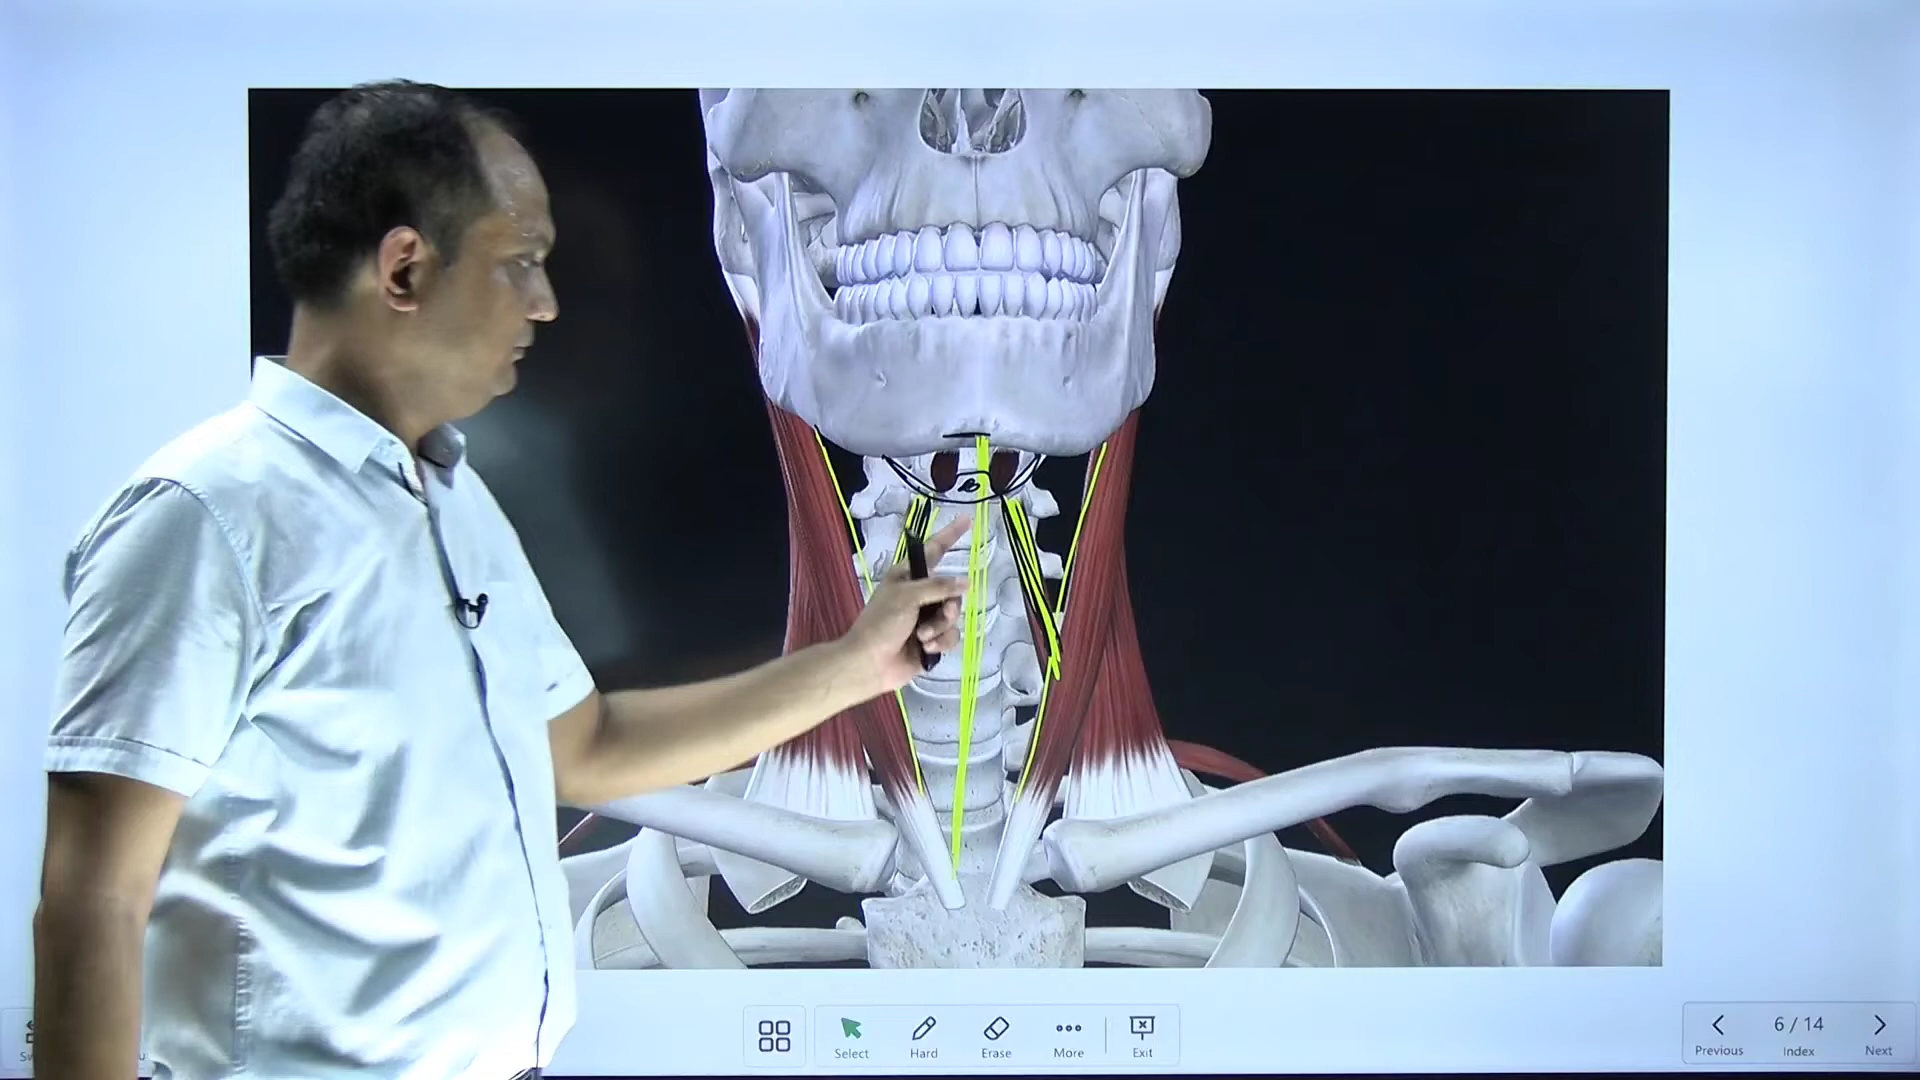 Select
Hard
Erase
More
Exit
6 / 14
Previous
Index
Next